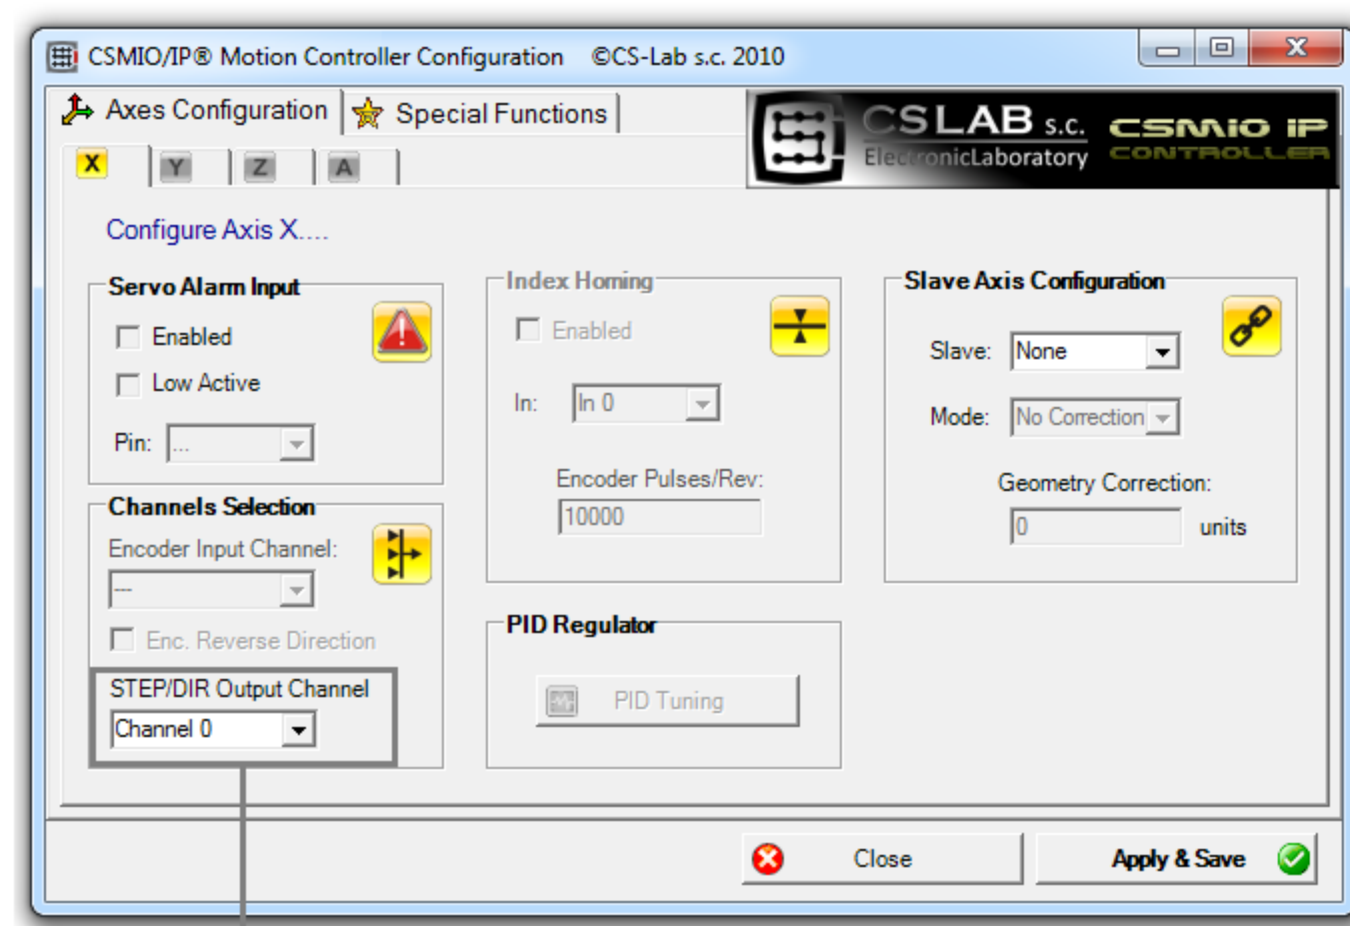 CSMIO/IP® Motion Controller Configuration ©CS-Lab s.c. 2010
Axes Configuration Special Functions
CSLAB s.c.
ElectronicLaboratory
CSMIO IP
CONTROLLER
X Y Z A
Configure Axis X....
Servo Alarm Input
Enabled
Low Active
Pin: ...
Channels Selection
Encoder Input Channel:
---
Enc. Reverse Direction
STEP/DIR Output Channel
Channel 0
Index Homing
Enabled
In: In 0
Encoder Pulses/Rev:
10000
PID Regulator
PID Tuning
Slave Axis Configuration
Slave: None
Mode: No Correction
Geometry Correction:
0 units
Close
Apply & Save